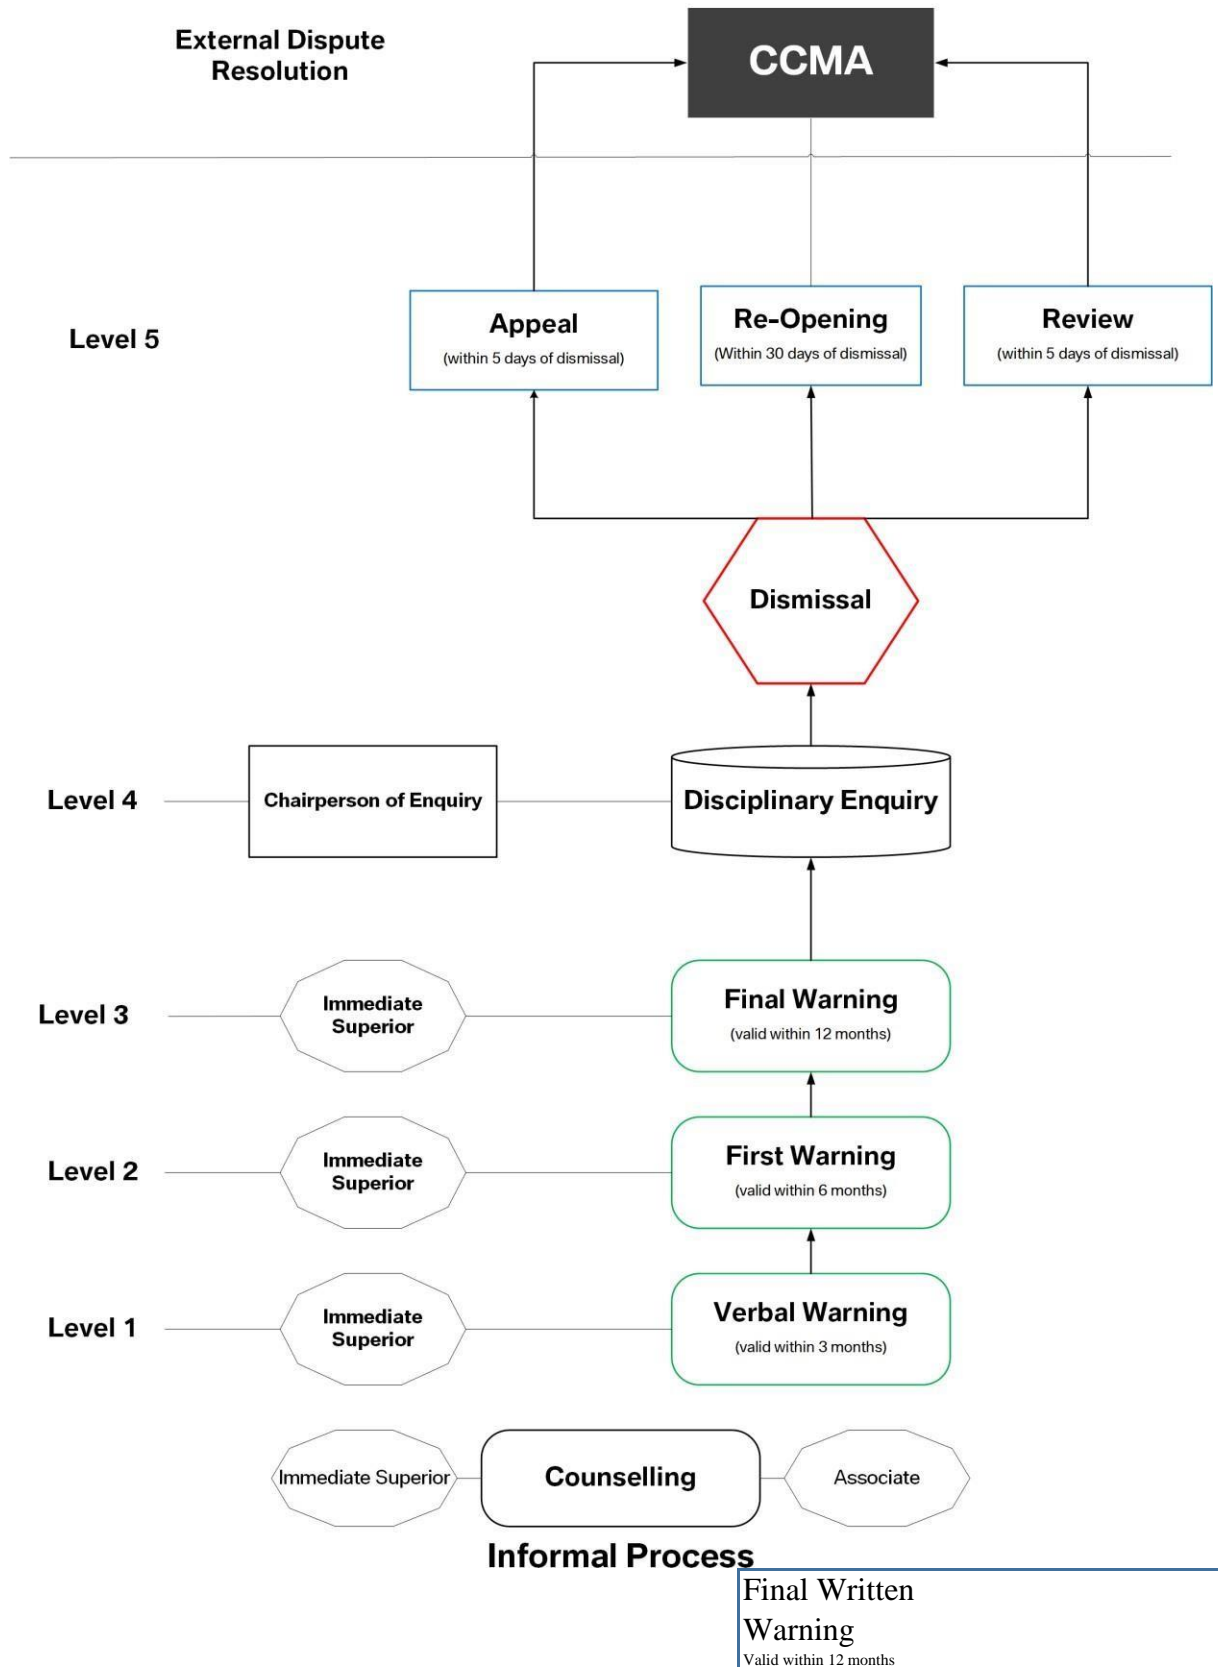 External Dispute
Resolution
CCMA
Level 5
Appeal
(within 5 days of dismissal)
Re-Opening
(Within 30 days of dismissal)
Review
(within 5 days of dismissal)
Dismissal
Level 4
Chairperson of Enquiry
Disciplinary Enquiry
Level 3
Immediate
Superior
Final Warning
(valid within 12 months)
Level 2
Immediate
Superior
First Warning
(valid within 6 months)
Level 1
Immediate
Superior
Verbal Warning
(valid within 3 months)
Immediate Superior
Counselling
Associate
Informal Process
Final Written
Warning
Valid within 12 months